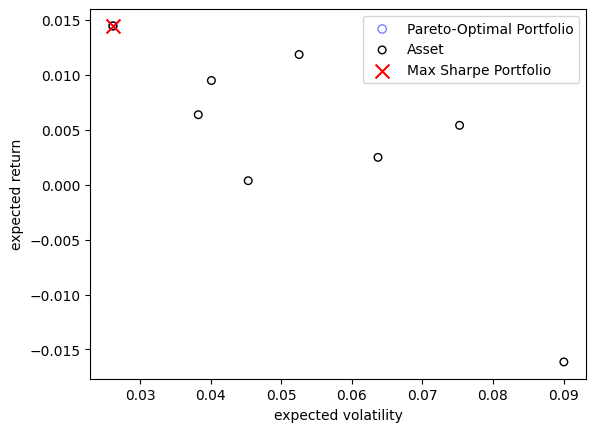 0.015
0.010
0.005
0.000
−0.005
−0.010
−0.015
expected return
Pareto-Optimal Portfolio
Asset
Max Sharpe Portfolio
0.03 0.04 0.05 0.06 0.07 0.08 0.09
expected volatility